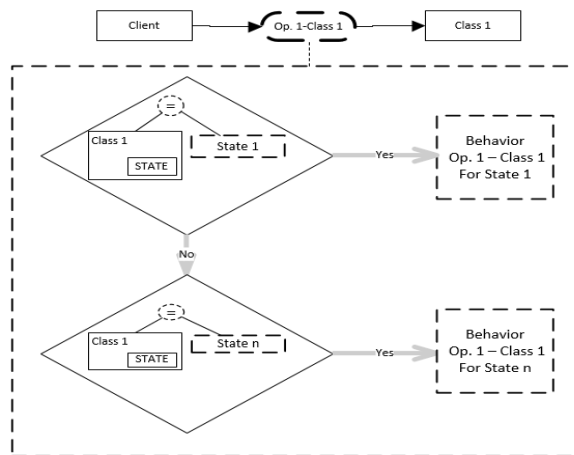 Client
Op. 1-Class 1
Class 1
=
Class 1
STATE
State 1
Yes
Behavior
Op. 1 – Class 1
For State 1
No
=
Class 1
STATE
State n
Yes
Behavior
Op. 1 – Class 1
For State n